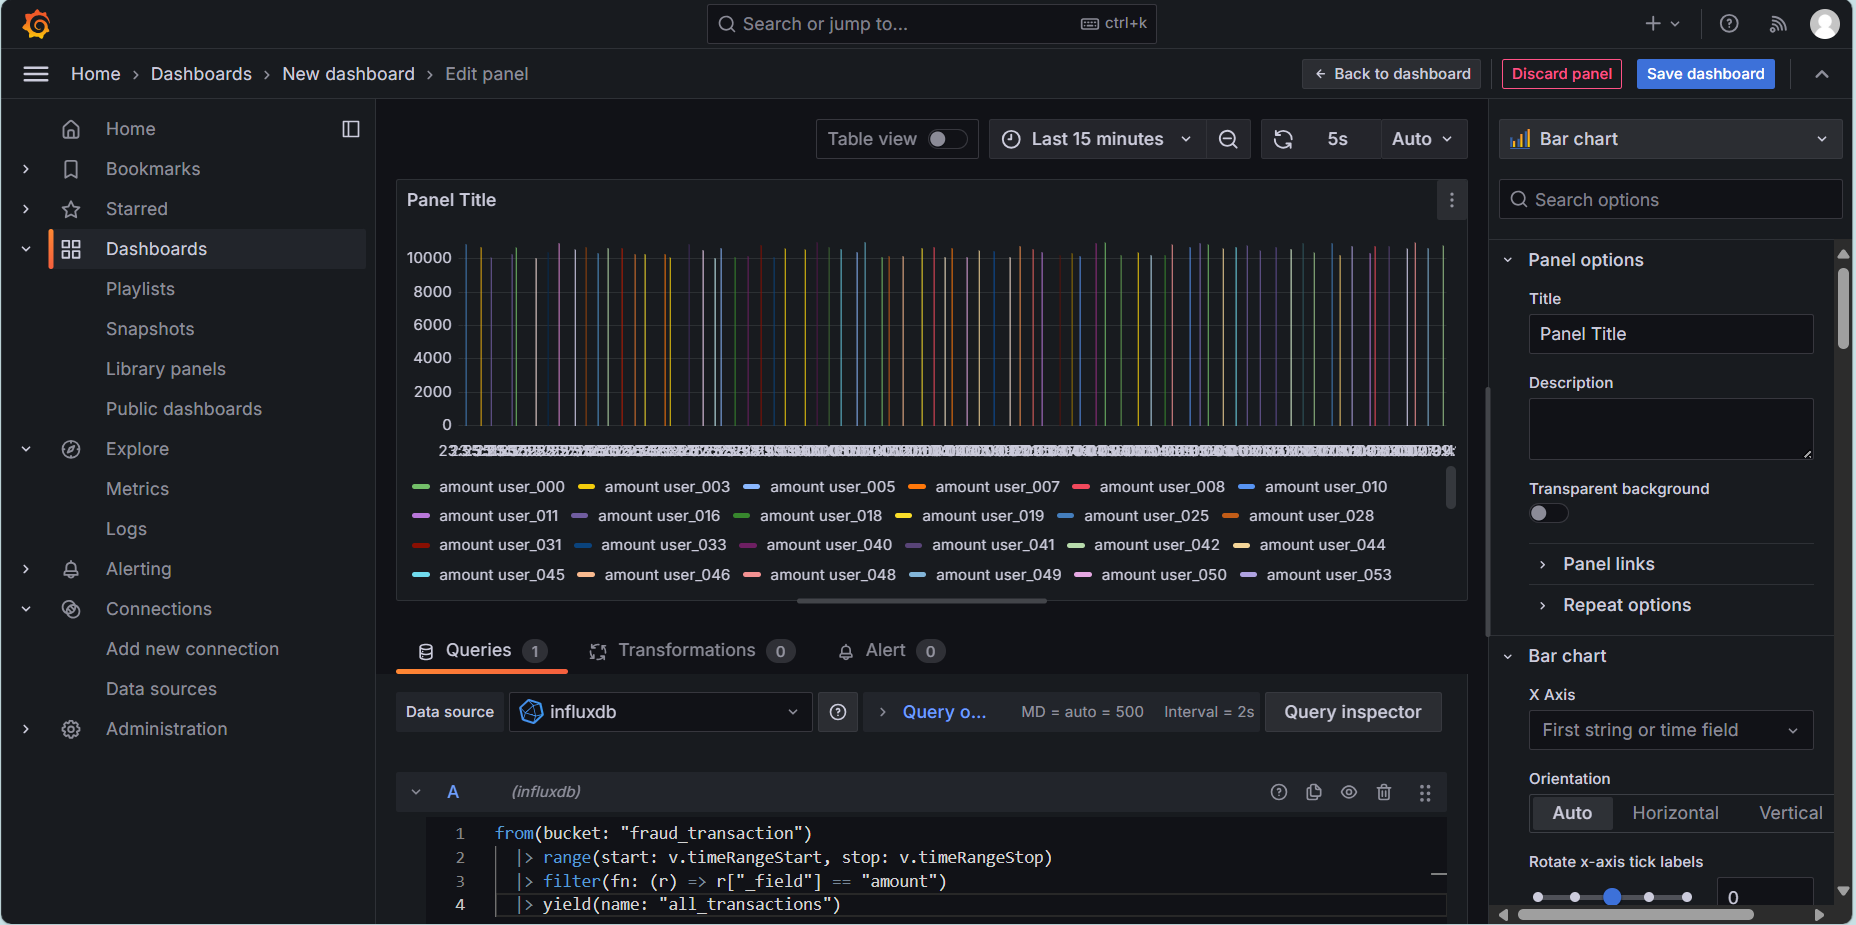 Search or jump to... ctrl+k
Home › Dashboards › New dashboard › Edit panel
Back to dashboard
Discard panel
Save dashboard
Home
Bookmarks
Starred
Dashboards
Playlists
Snapshots
Library panels
Public dashboards
Explore
Metrics
Logs
Alerting
Connections
Add new connection
Data sources
Administration
Table view
Last 15 minutes
5s
Auto
Panel Title
10000
8000
6000
4000
2000
0
amount user_000 amount user_003 amount user_005 amount user_007 amount user_008 amount user_010
amount user_011 amount user_016 amount user_018 amount user_019 amount user_025 amount user_028
amount user_031 amount user_033 amount user_040 amount user_041 amount user_042 amount user_044
amount user_045 amount user_046 amount user_048 amount user_049 amount user_050 amount user_053
Queries 1
Transformations 0
Alert 0
Data source
influxdb
Query o...
MD = auto = 500
Interval = 2s
Query inspector
A (influxdb)
1 from(bucket: "fraud_transaction")
2 |> range(start: v.timeRangeStart, stop: v.timeRangeStop)
3 |> filter(fn: (r) => r["_field"] == "amount")
4 |> yield(name: "all_transactions")
Bar chart
Search options
Panel options
Title
Panel Title
Description
Transparent background
Panel links
Repeat options
Bar chart
X Axis
First string or time field
Orientation
Auto Horizontal Vertical
Rotate x-axis tick labels
0